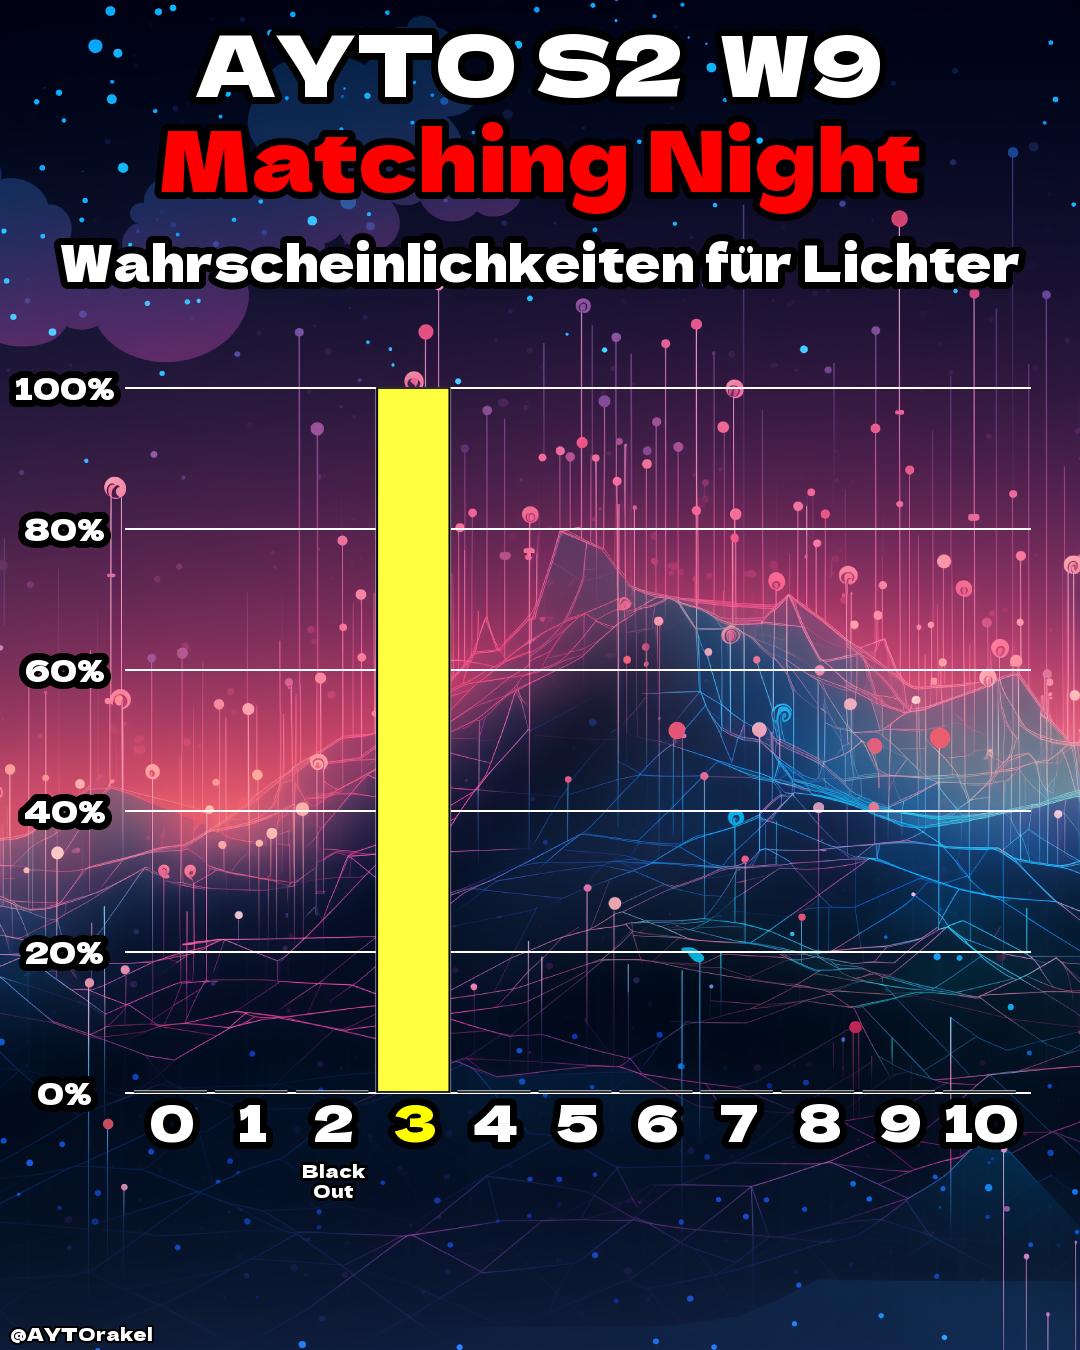 AYTO S2 W9
Matching Night
Wahrscheinlichkeiten für Lichter
100%
80%
60%
40%
20%
0%
0 1 2 3 4 5 6 7 8 9 10
Black
Out
@AYTOrakel